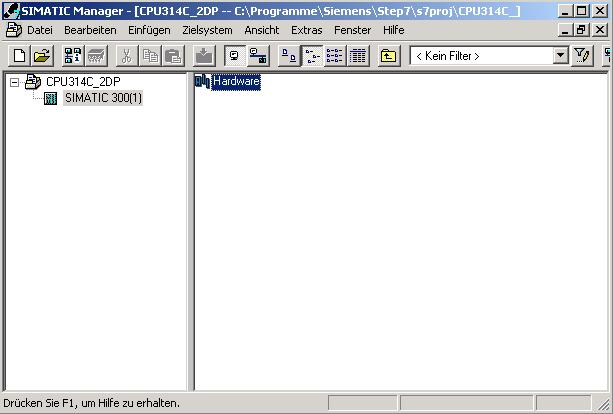 SIMATIC Manager - [CPU314C_2DP -- C:\Programme\Siemens\Step7\s7proj\CPU314C_]
Datei Bearbeiten Einfügen Zielsystem Ansicht Extras Fenster Hilfe
< Kein Filter >
CPU314C_2DP
SIMATIC 300(1)
Hardware
Drücken Sie F1, um Hilfe zu erhalten.